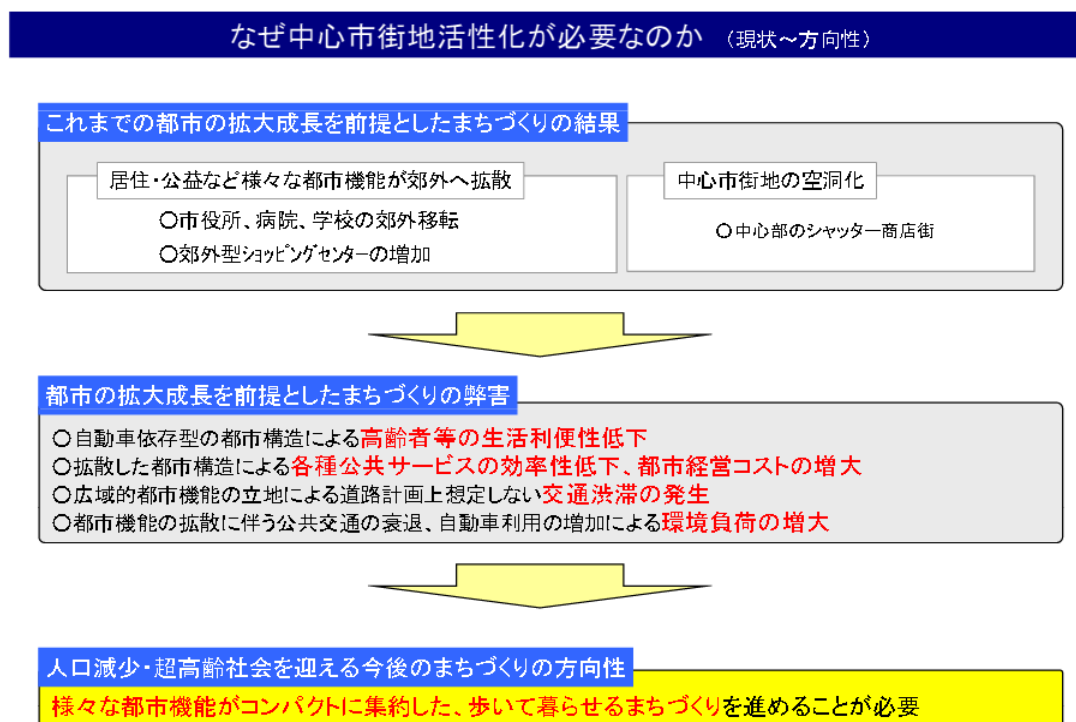 なぜ中心市街地活性化が必要なのか （現状～方向性）
これまでの都市の拡大成長を前提としたまちづくりの結果
居住・公益など様々な都市機能が郊外へ拡散
○市役所、病院、学校の郊外移転
○郊外型ｼｮｯﾋﾟﾝｸﾞｾﾝﾀｰの増加
中心市街地の空洞化
○中心部のシャッター商店街
都市の拡大成長を前提としたまちづくりの弊害
○自動車依存型の都市構造による高齢者等の生活利便性低下
○拡散した都市構造による各種公共サービスの効率性低下、都市経営コストの増大
○広域的都市機能の立地による道路計画上想定しない交通渋滞の発生
○都市機能の拡散に伴う公共交通の衰退、自動車利用の増加による環境負荷の増大
人口減少・超高齢社会を迎える今後のまちづくりの方向性
様々な都市機能がコンパクトに集約した、歩いて暮らせるまちづくりを進めることが必要